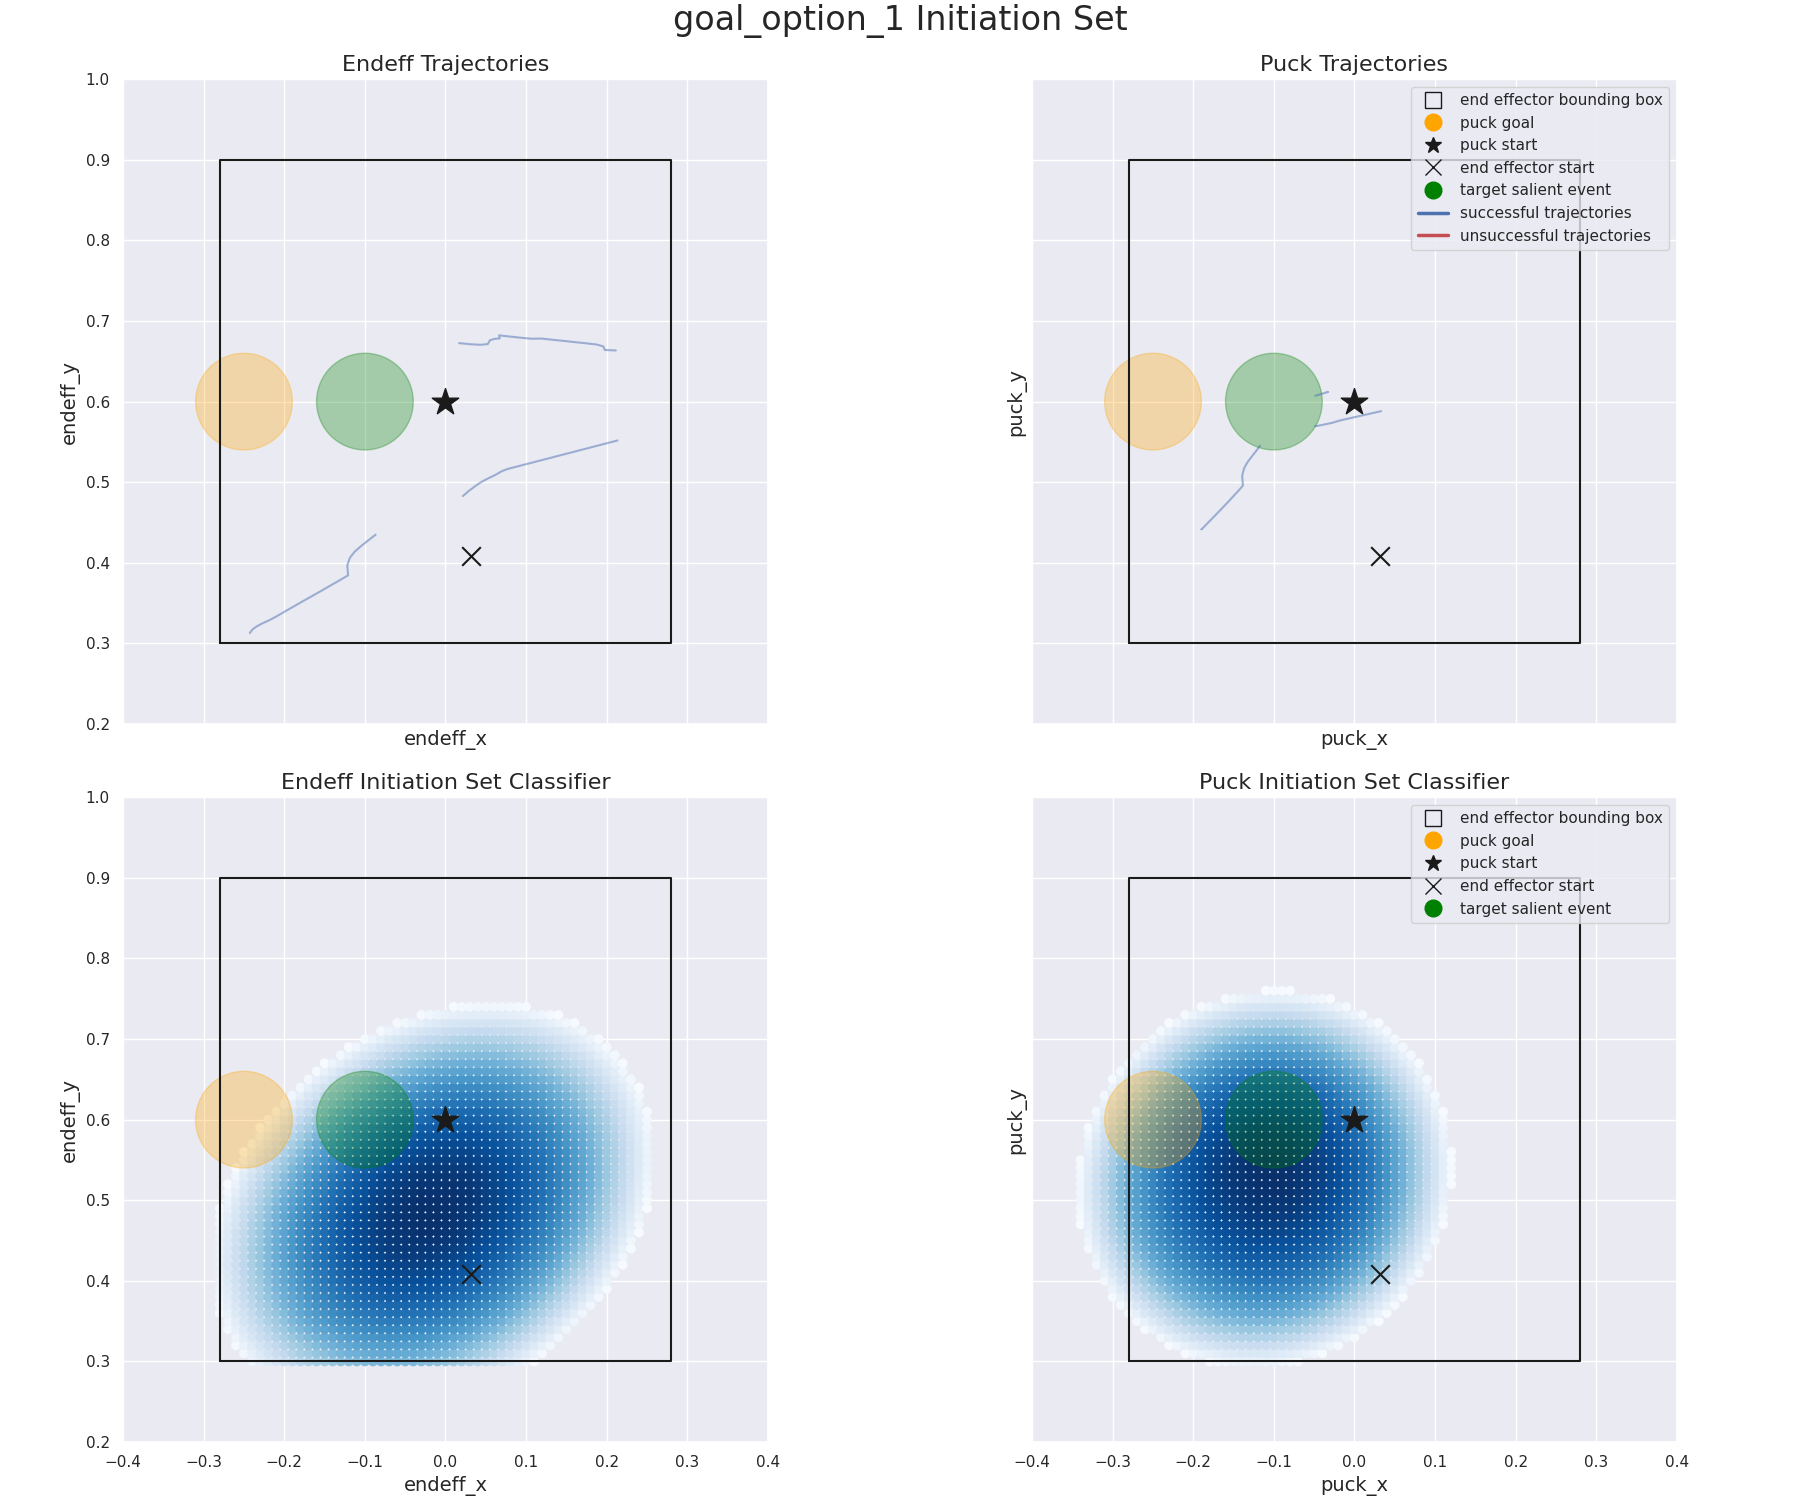 goal_option_1 Initiation Set
Endeff Trajectories
1.0
0.9
0.8
0.7
0.6
0.5
0.4
0.3
0.2
endeff_y
endeff_x
Puck Trajectories
end effector bounding box
puck goal
puck start
end effector start
target salient event
successful trajectories
unsuccessful trajectories
puck_y
puck_x
Endeff Initiation Set Classifier
1.0
0.9
0.8
0.7
0.6
0.5
0.4
0.3
0.2
endeff_y
−0.4 −0.3 −0.2 −0.1 0.0 0.1 0.2 0.3 0.4
endeff_x
Puck Initiation Set Classifier
end effector bounding box
puck goal
puck start
end effector start
target salient event
puck_y
−0.4 −0.3 −0.2 −0.1 0.0 0.1 0.2 0.3 0.4
puck_x